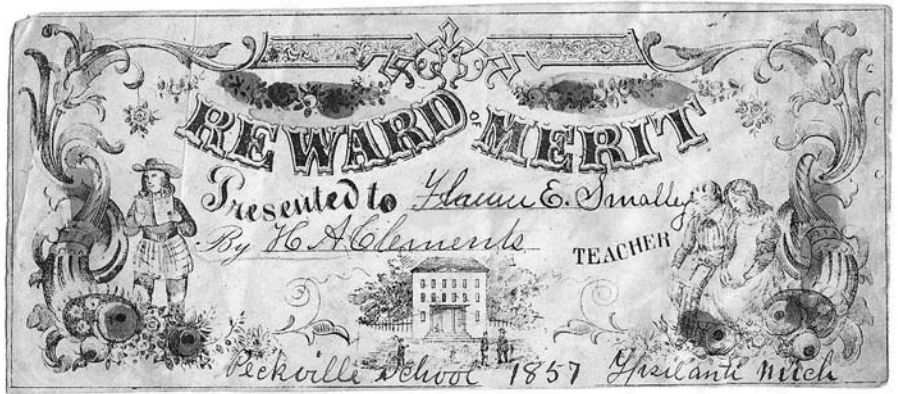 REWARD OF MERIT
Presented to E. Smalley
By H. A. Clements
TEACHER
Peckville School 1857 Ypsilanti Mich